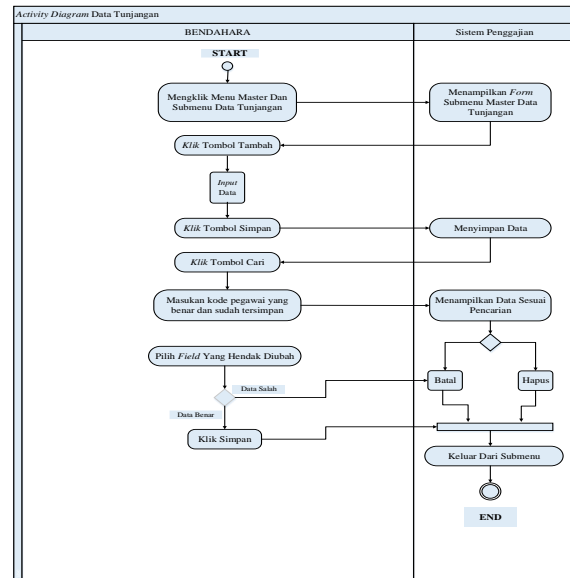 Activity Diagram Data Tunjangan
BENDAHARA
Sistem Penggajian
START
Mengklik Menu Master Dan
Submenu Data Tunjangan
Menampilkan Form
Submenu Master Data
Tunjangan
Klik Tombol Tambah
Input
Data
Klik Tombol Simpan
Menyimpan Data
Klik Tombol Cari
Masukan kode pegawai yang
benar dan sudah tersimpan
Menampilkan Data Sesuai
Pencarian
Pilih Field Yang Hendak Diubah
Data Salah
Batal
Hapus
Data Benar
Klik Simpan
Keluar Dari Submenu
END